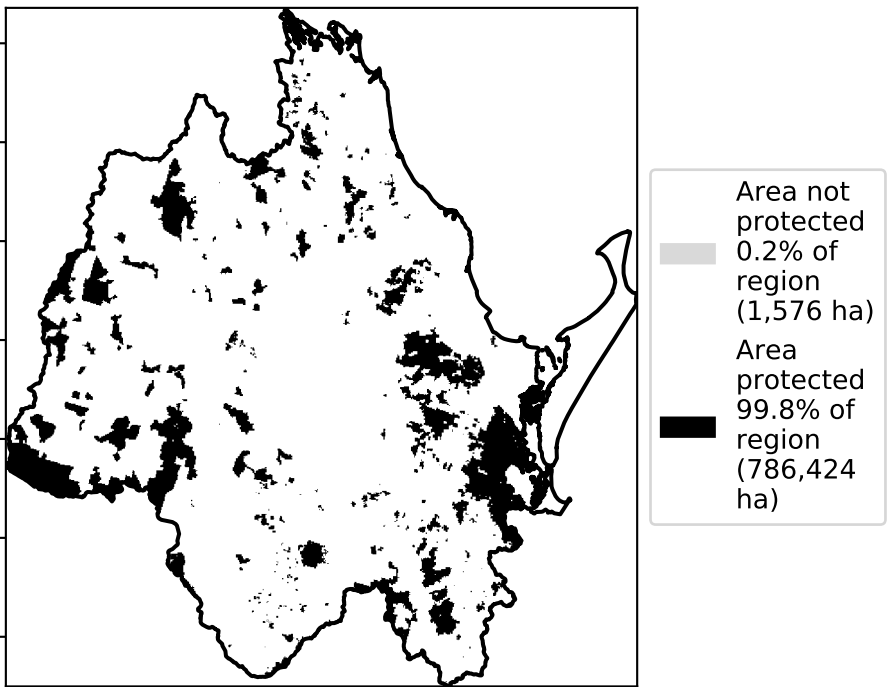 Area not
protected
0.2% of
region
(1,576 ha)
Area
protected
99.8% of
region
(786,424
ha)